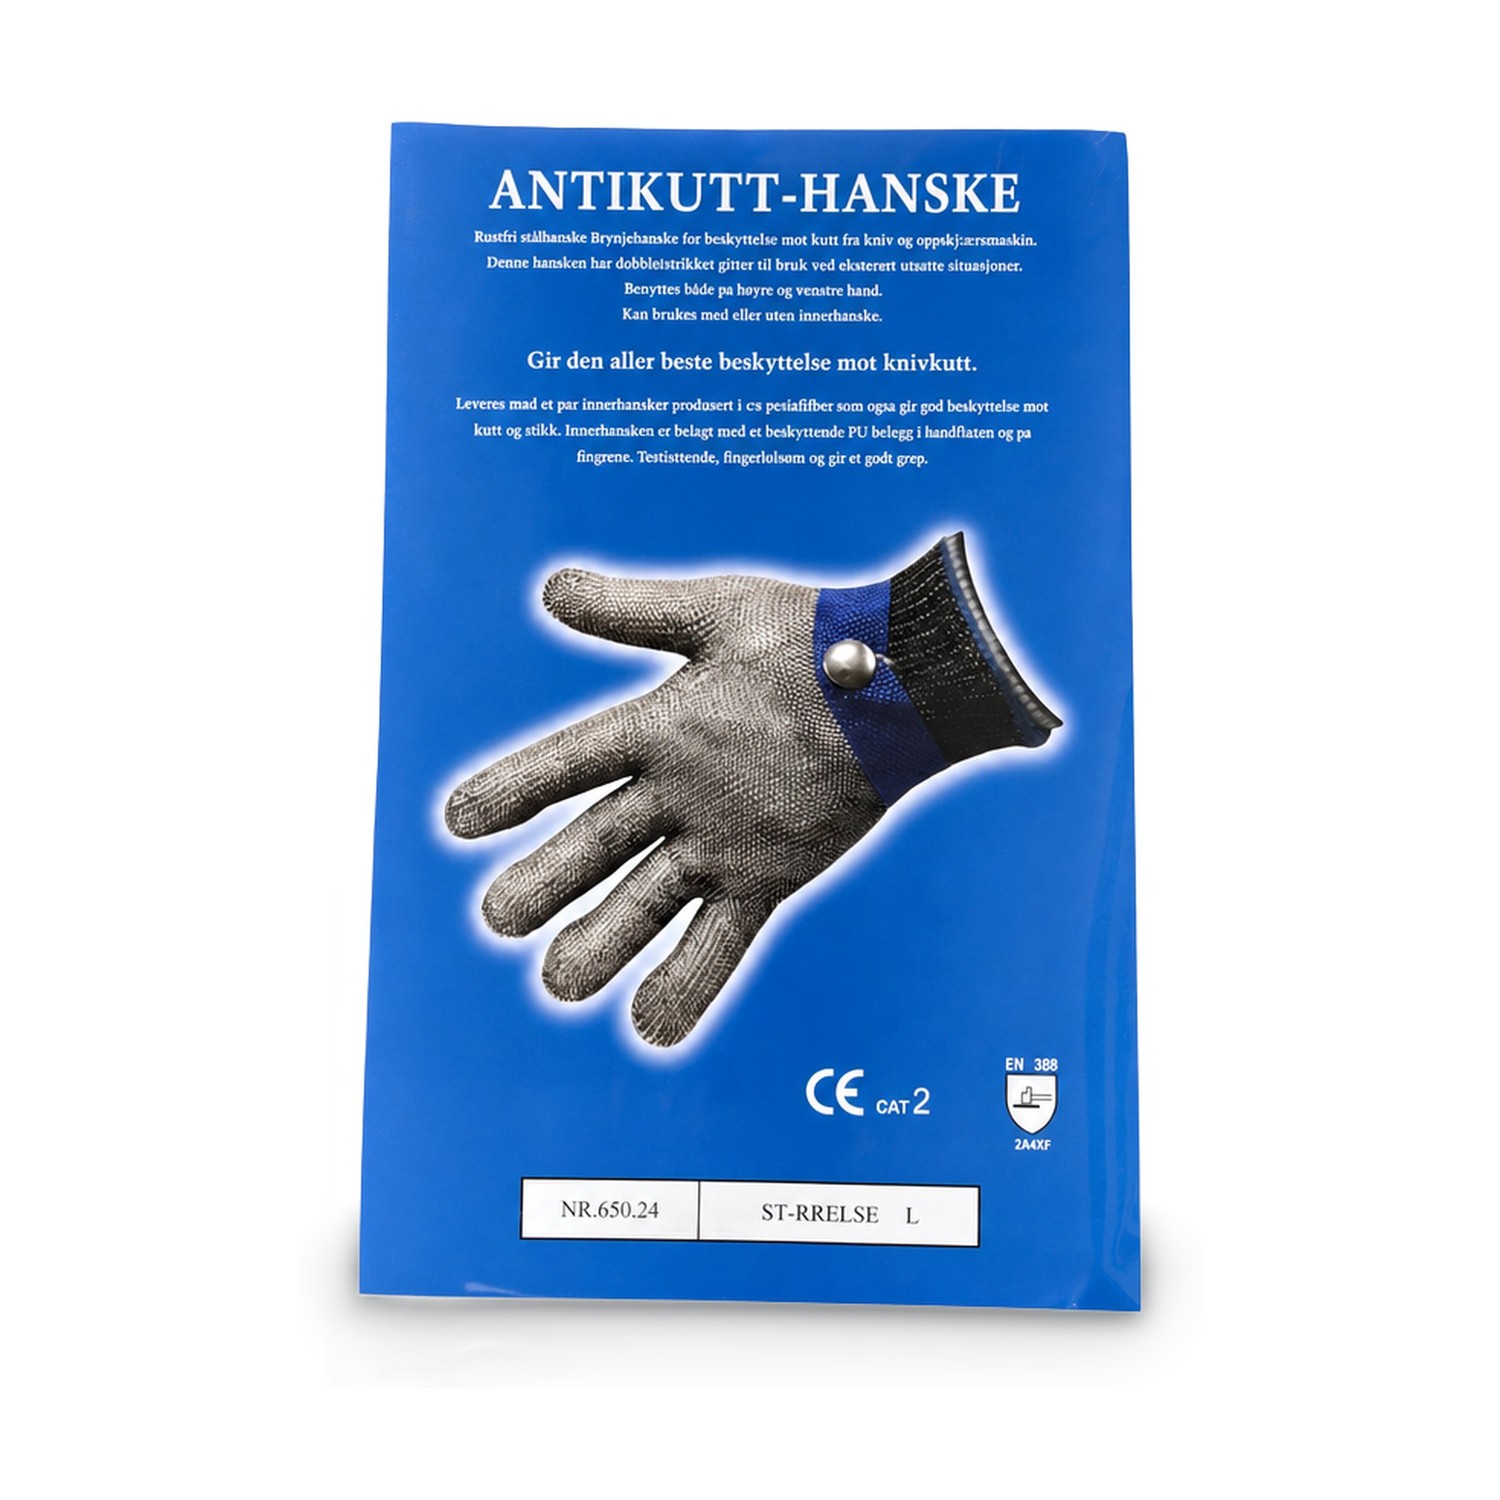 ANTIKUTT-HANSKE
Rustfri stålhanske Brynjehanske for beskyttelse mot kutt fra kniv og oppskjærsmaskin.
Denne hansken har dobbleistrikket gitter til bruk ved eksterert utsatte situasjoner.
Benyttes både pa høyre og venstre hand.
Kan brukes med eller uten innerhanske.
Gir den aller beste beskyttelse mot knivkutt.
Leveres mad et par innerhansker produsert i cs pesiafifber som ogsa gir god beskyttelse mot
kutt og stikk. Innerhansken er belagt med et beskyttende PU belegg i handflaten og pa
fingrene. Testisttende, fingerlolsøm og gir et godt grep.
EN 388
CE CAT 2
2A4XF
NR.650.24 ST-RRELSE L